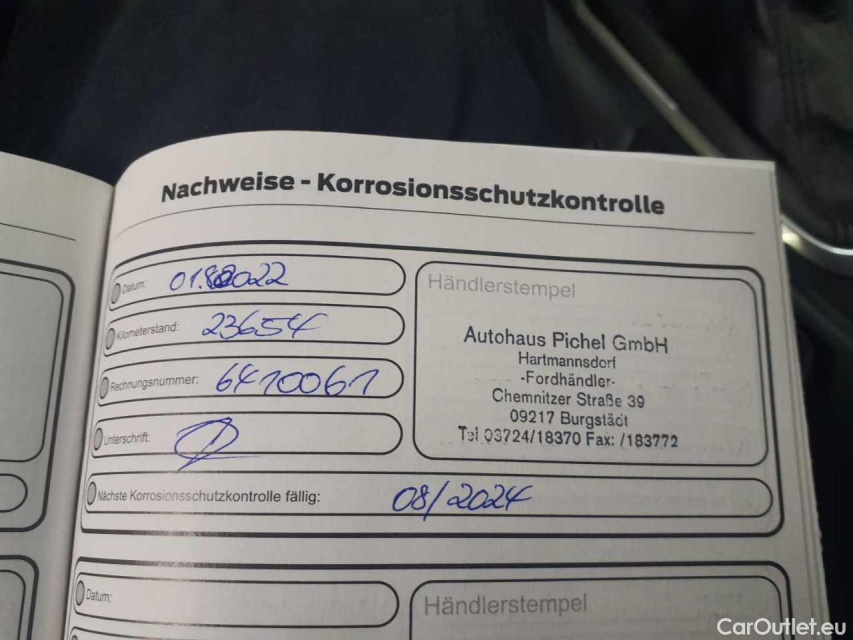 Nachweise - Korrosionsschutzkontrolle
Datum:
Kilometerstand: 23654
Rechnungsnummer: 6410061
Unterschrift:
Händlerstempel
Autohaus Pichel GmbH
Hartmannsdorf
-Fordhändler-
Chemnitzer Straße 39
09217 Burgstädt
Tel 03724/18370 Fax: /183772
Nächste Korrosionsschutzkontrolle fällig: 08/2024
Datum:
Händlerstempel
CarOutlet.eu